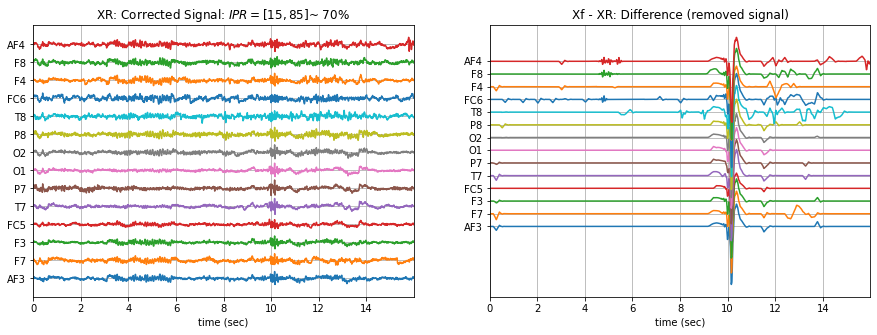 XR: Corrected Signal: IPR = [15, 85]~ 70%
AF4
F8
F4
FC6
T8
P8
O2
O1
P7
T7
FC5
F3
F7
AF3
0 2 4 6 8 10 12 14
time (sec)
Xf - XR: Difference (removed signal)
AF4
F8
F4
FC6
T8
P8
O2
O1
P7
T7
FC5
F3
F7
AF3
0 2 4 6 8 10 12 14
time (sec)